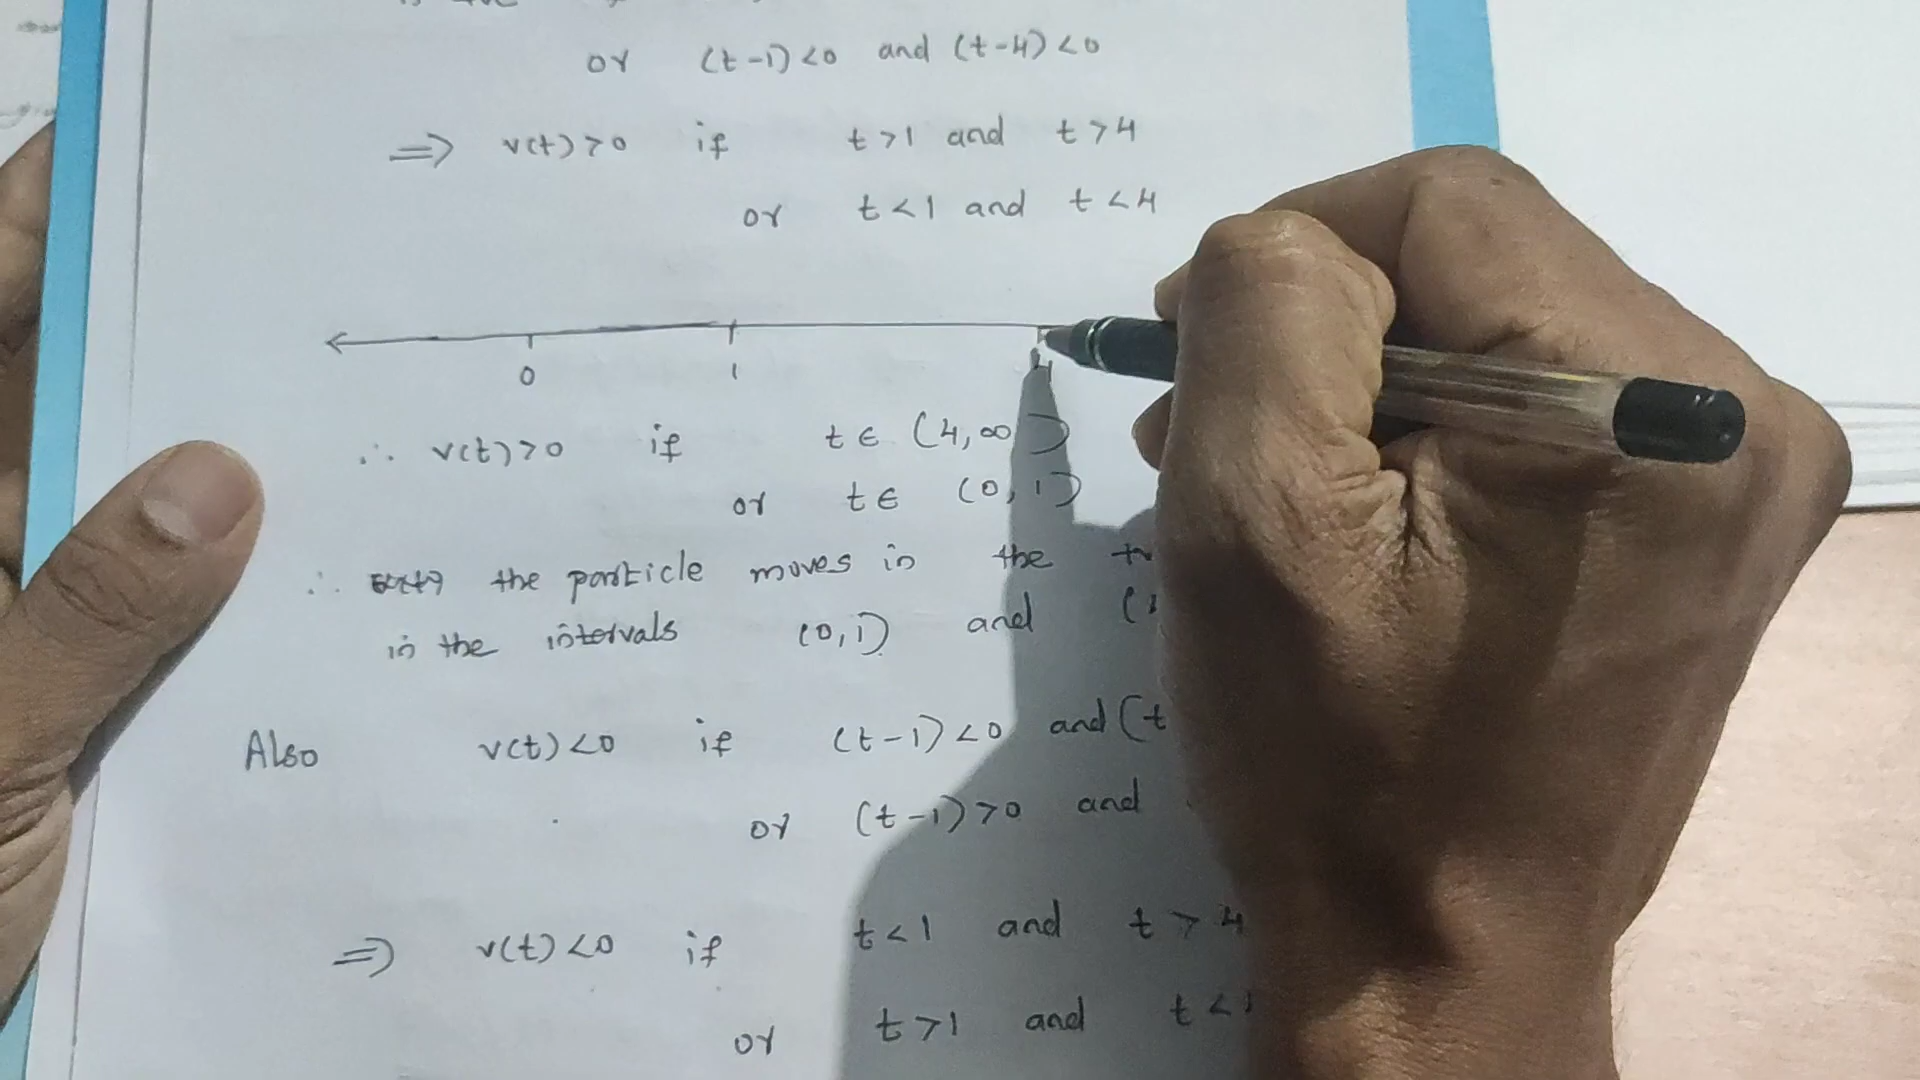 or (t-1)<0 and (t-4)<0
⇒ v(t)>0 if t>1 and t>4
or t<1 and t<4
0 1 4
∴ v(t)>0 if t∈ (4,∞)
or t∈ (0,1)
∴ the particle moves in the
in the intervals (0,1) and (
Also v(t)<0 if (t-1)<0 and (t
or (t-1)>0 and
⇒ v(t)<0 if t<1 and t>4
or t>1 and t<